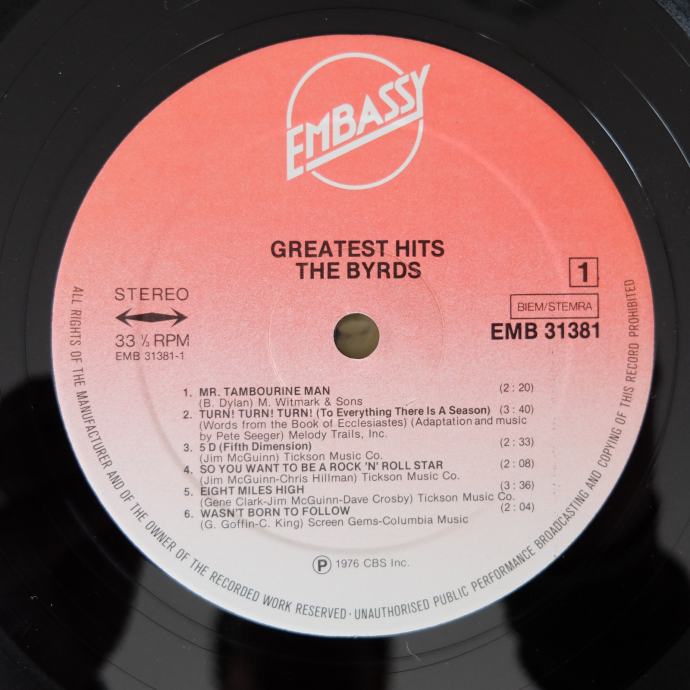 EMBASSY
GREATEST HITS
THE BYRDS
1
STEREO
BIEM/STEMRA
33 ⅓ RPM
EMB 31381
EMB 31381-1
1. MR. TAMBOURINE MAN (2 : 20)
(B. Dylan) M. Witmark & Sons
2. TURN! TURN! TURN! (To Everything There Is A Season) (3 : 40)
(Words from the Book of Ecclesiastes) (Adaptation and music
by Pete Seeger) Melody Trails, Inc.
3. 5 D (Fifth Dimension) (2 : 33)
(Jim McGuinn) Tickson Music Co.
4. SO YOU WANT TO BE A ROCK 'N' ROLL STAR (2 : 08)
(Jim McGuinn-Chris Hillman) Tickson Music Co.
5. EIGHT MILES HIGH (3 : 36)
(Gene Clark-Jim McGuinn-Dave Crosby) Tickson Music Co.
6. WASN'T BORN TO FOLLOW (2 : 04)
(G. Goffin-C. King) Screen Gems-Columbia Music
Ⓟ 1976 CBS Inc.
ALL RIGHTS OF THE MANUFACTURER AND OF THE OWNER OF THE RECORDED WORK RESERVED · UNAUTHORISED PUBLIC PERFORMANCE BROADCASTING AND COPYING OF THIS RECORD PROHIBITED